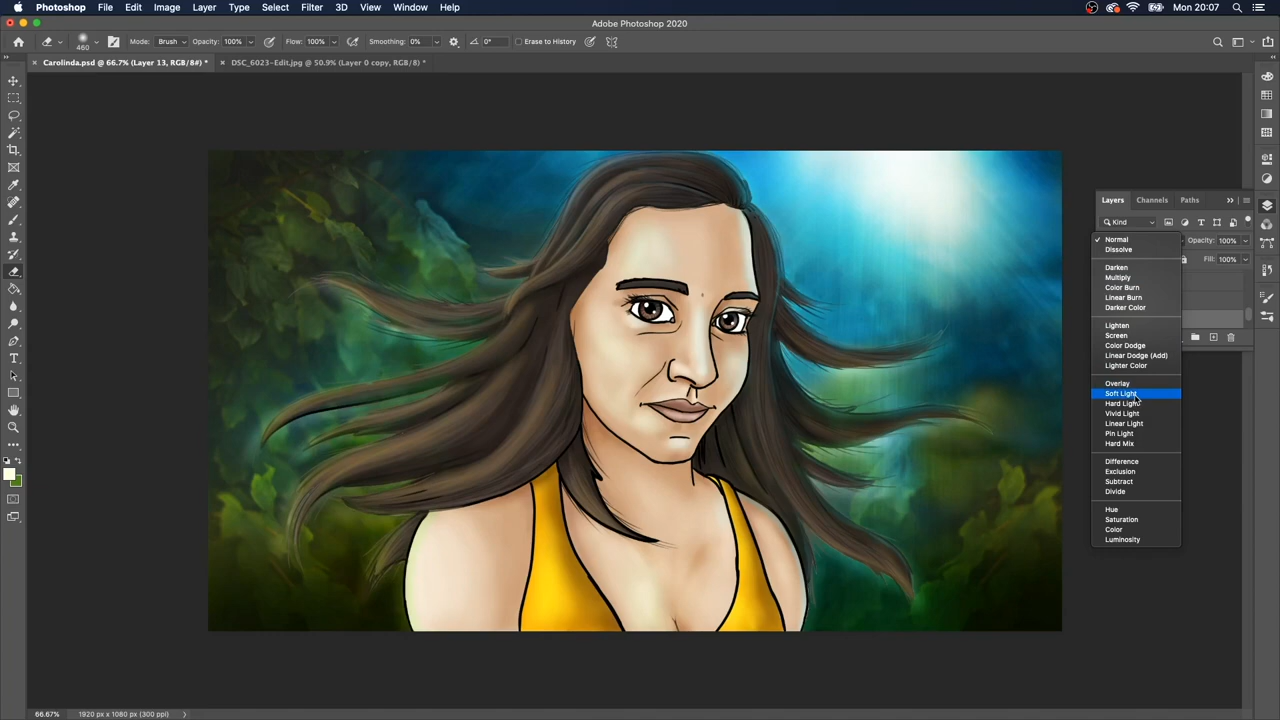 Photoshop File Edit Image Layer Type Select Filter 3D View Window Help Mon 20:07
Adobe Photoshop 2020
460 Mode: Brush Opacity: 100% Flow: 100% Smoothing: 0% 0° Erase to History
Carolinda.psd @ 66.7% (Layer 13, RGB/8#) * DSC_6023-Edit.jpg @ 50.9% (Layer 0 copy, RGB/8) *
Layers Channels Paths
Kind
Normal
Opacity: 100%
Dissolve
Fill: 100%
Darken
Multiply
Color Burn
Linear Burn
Darker Color
Lighten
Screen
Color Dodge
Linear Dodge (Add)
Lighter Color
Overlay
Soft Light
Hard Light
Vivid Light
Linear Light
Pin Light
Hard Mix
Difference
Exclusion
Subtract
Divide
Hue
Saturation
Color
Luminosity
66.67% 1920 px x 1080 px (300 ppi)